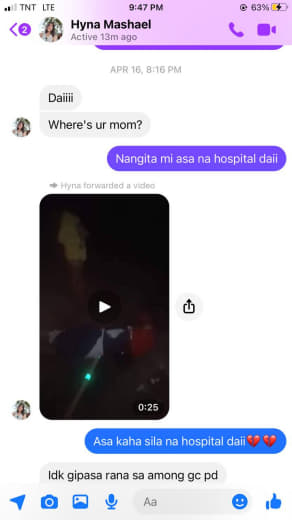 TNT LTE
9:47 PM
63%
2
Hyna Mashael
Active 13m ago
APR 16, 8:16 PM
Daiiii
Where's ur mom?
Nangita mi asa na hospital daii
Hyna forwarded a video
0:25
Asa kaha sila na hospital daii💔💔
Idk gipasa rana sa among gc pd
Aa